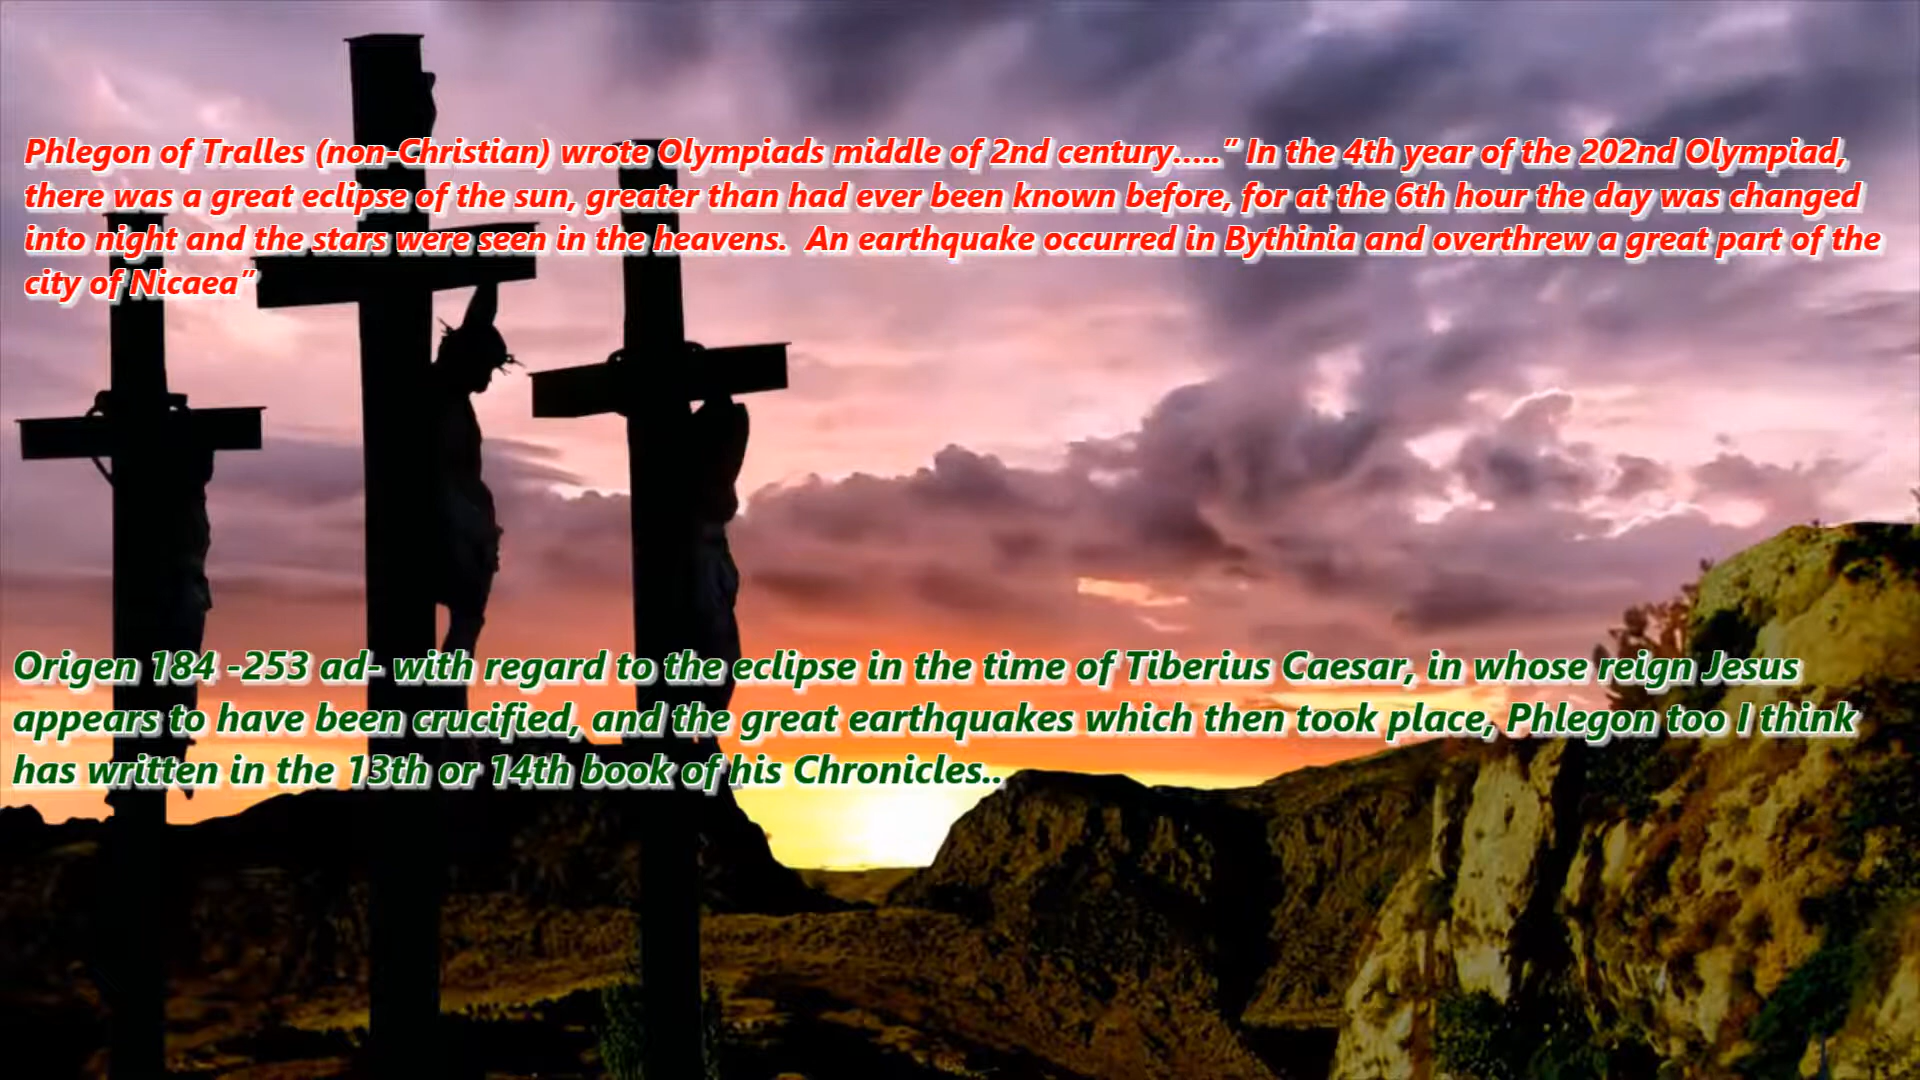 Phlegon of Tralles (non-Christian) wrote Olympiads middle of 2nd century.....” In the 4th year of the 202nd Olympiad,
there was a great eclipse of the sun, greater than had ever been known before, for at the 6th hour the day was changed
into night and the stars were seen in the heavens.  An earthquake occurred in Bythinia and overthrew a great part of the
city of Nicaea”
Origen 184 -253 ad- with regard to the eclipse in the time of Tiberius Caesar, in whose reign Jesus
appears to have been crucified, and the great earthquakes which then took place, Phlegon too I think
has written in the 13th or 14th book of his Chronicles..